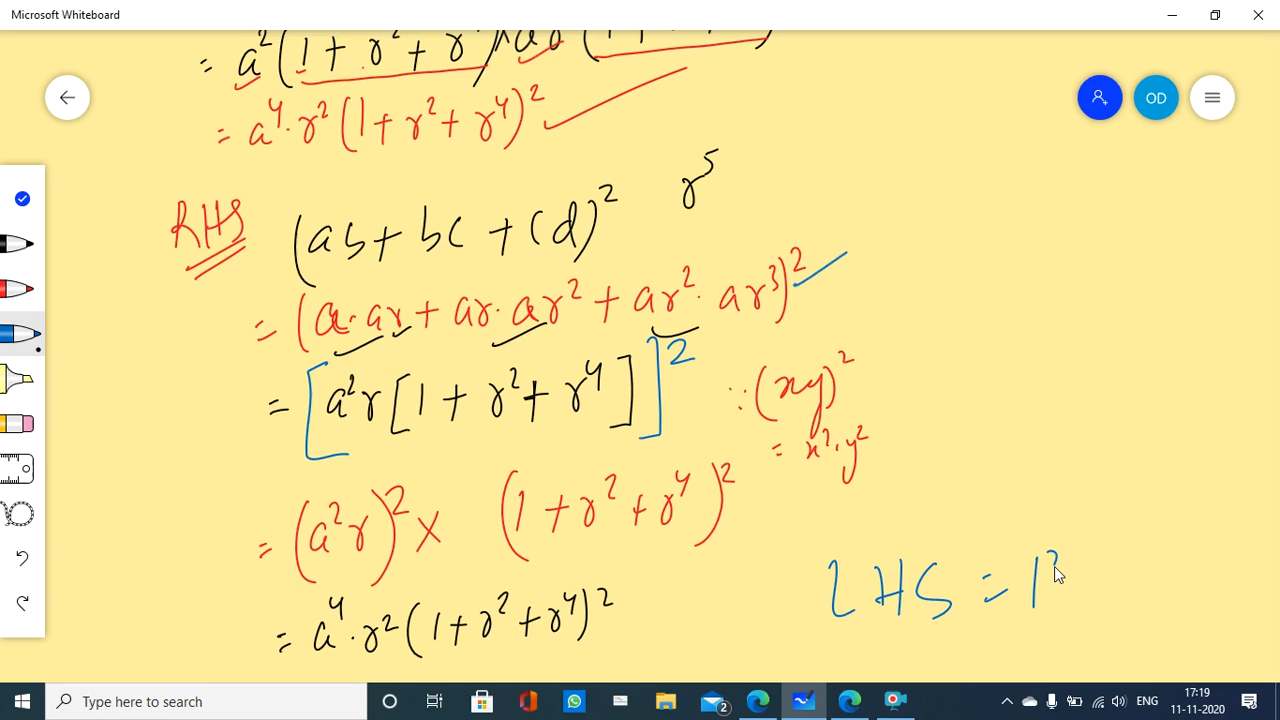 Microsoft Whiteboard
= a²(1 + r² + r
= a⁴ · r² (1 + r² + r⁴)²
OD
r⁵
RHS (ab + bc + cd)²
= (a · ar + ar · ar² + ar² · ar³)²
= [a²r [1 + r² + r⁴]]² ∵ (xy)²
= x² · y²
= (a²r)² × (1 + r² + r⁴)²
LHS =
= a⁴ · r² (1 + r² + r⁴)²
Type here to search
2
ENG
17:19
11-11-2020